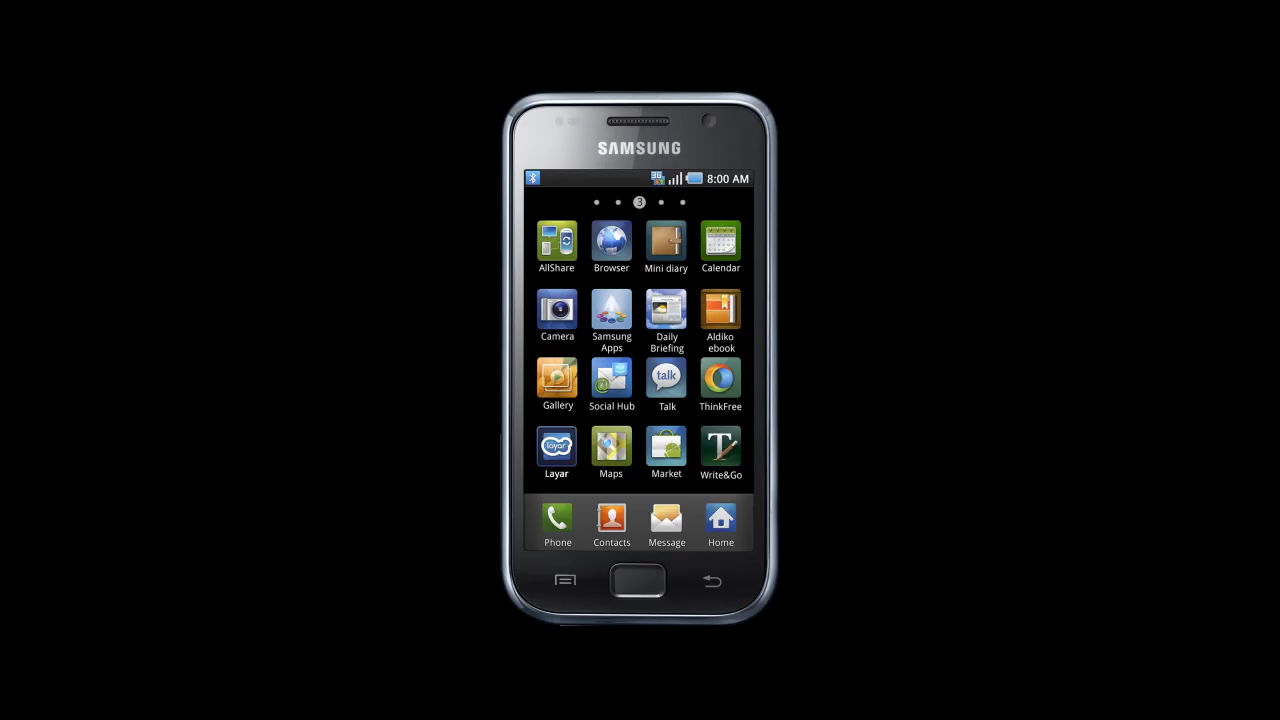 SAMSUNG
3G 8:00 AM
3
AllShare Browser Mini diary Calendar
Camera Samsung Apps Daily Briefing Aldiko ebook
Gallery Social Hub talk Talk ThinkFree
layar Layar Maps Market T Write&Go
Phone Contacts Message Home